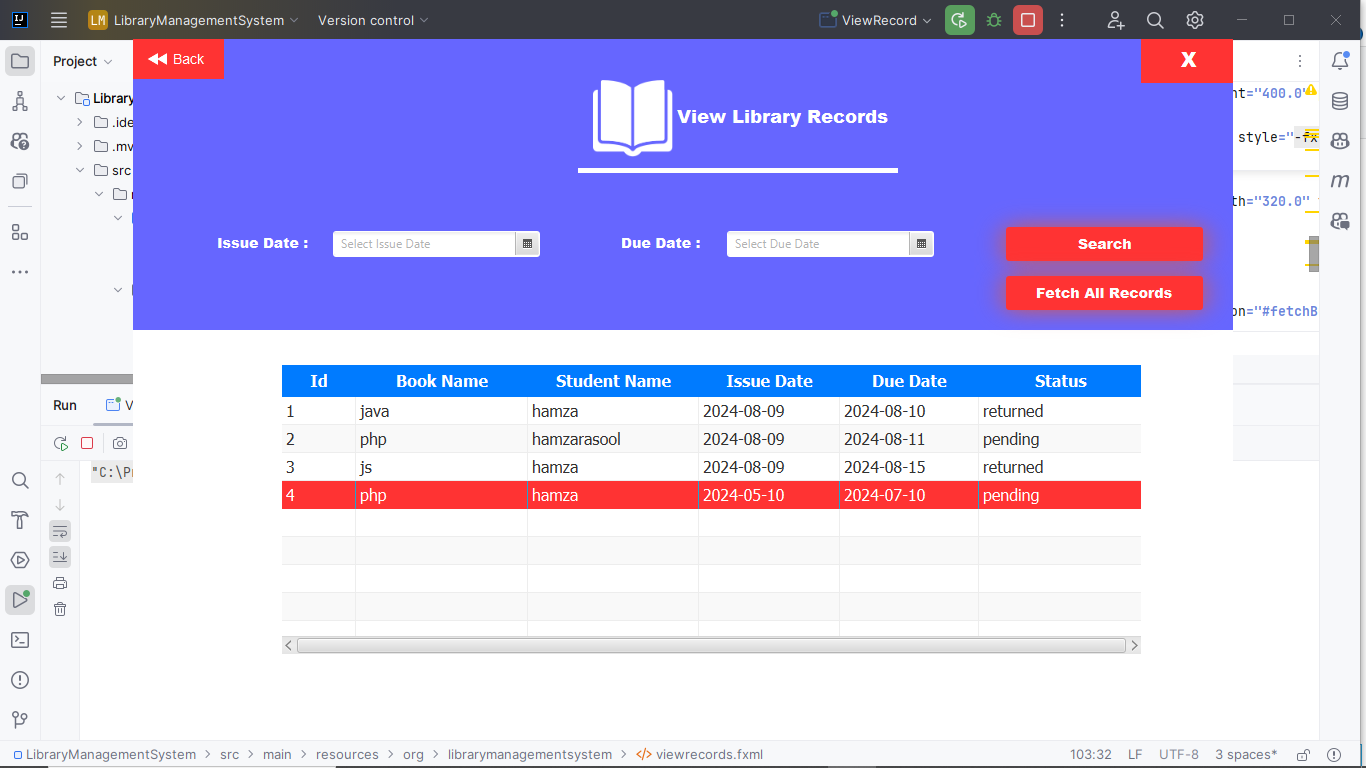 LM LibraryManagementSystem Version control ViewRecord
Project
Back
X
nt="400.0"
Library
.ide
style="-fx
View Library Records
.mv
src
th="320.0"
Issue Date : Select Issue Date Due Date : Select Due Date Search
Fetch All Records
on="#fetchB
Id Book Name Student Name Issue Date Due Date Status
Run V
1 java hamza 2024-08-09 2024-08-10 returned
2 php hamzarasool 2024-08-09 2024-08-11 pending
3 js hamza 2024-08-09 2024-08-15 returned
"C:\P
4 php hamza 2024-05-10 2024-07-10 pending
LibraryManagementSystem > src > main > resources > org > librarymanagementsystem > </> viewrecords.fxml 103:32 LF UTF-8 3 spaces*